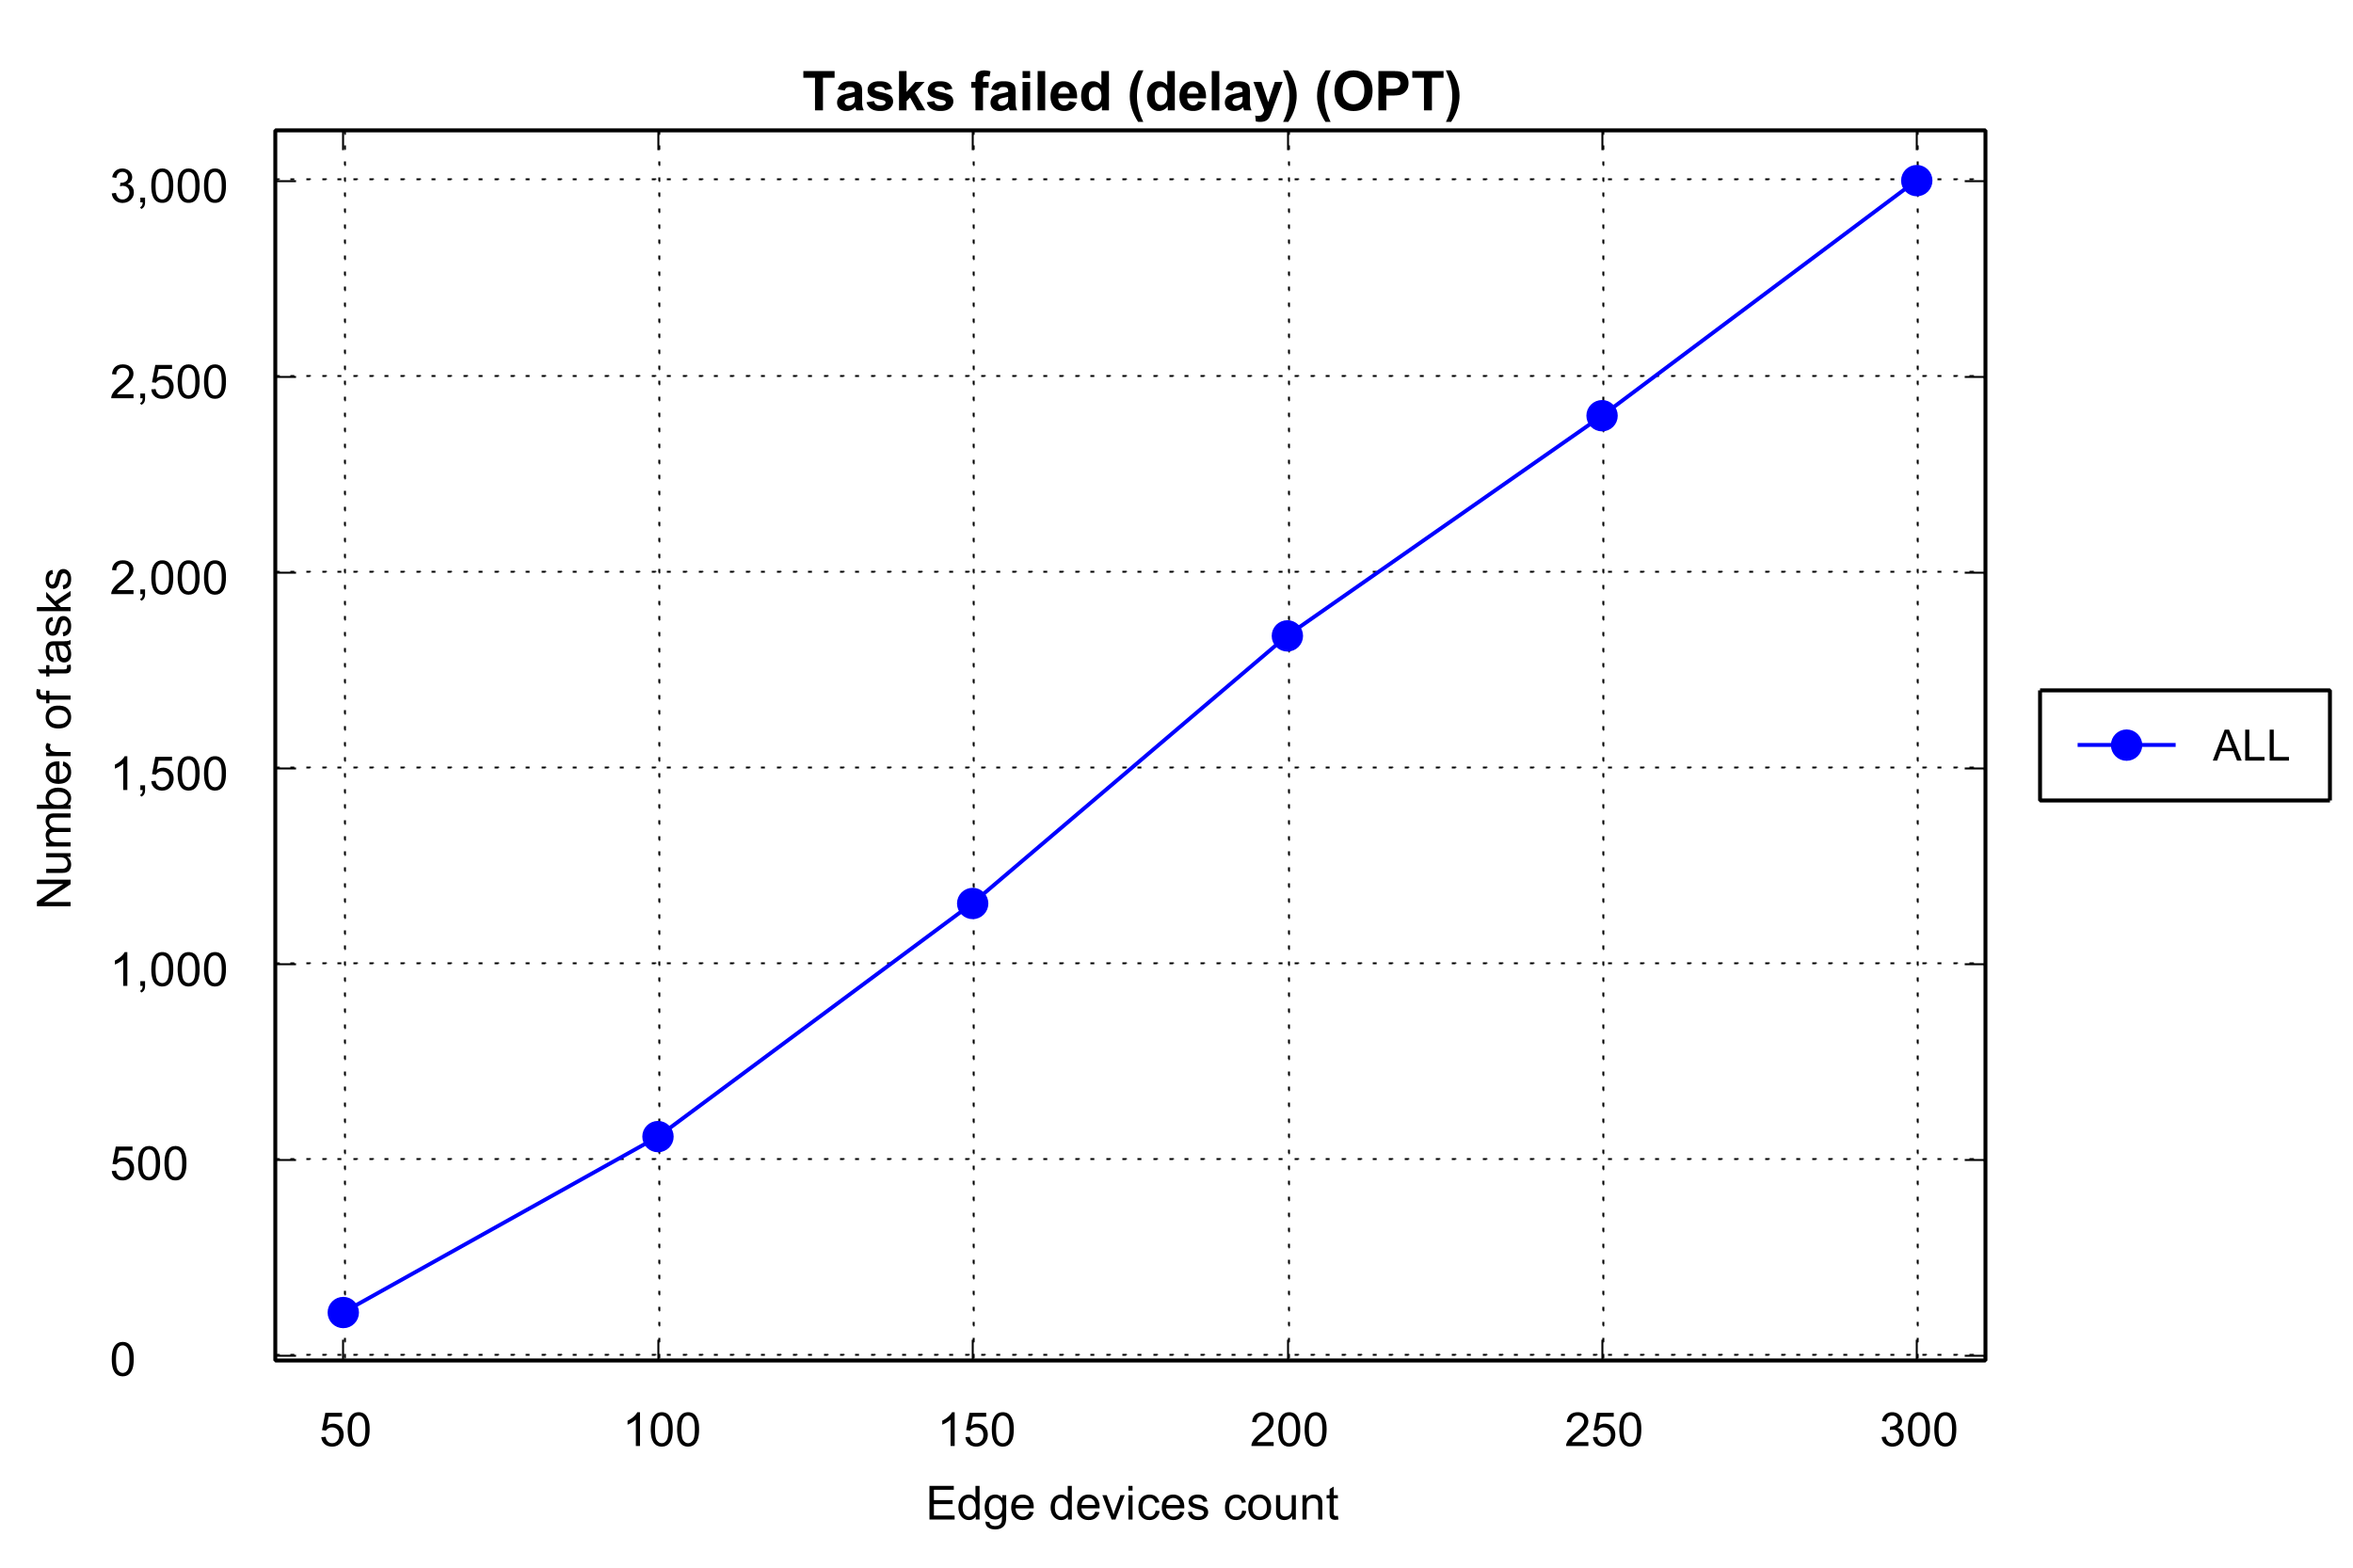 Tasks failed (delay) (OPT)
3,000
2,500
2,000
1,500
1,000
500
0
Number of tasks
50 100 150 200 250 300
Edge devices count
ALL